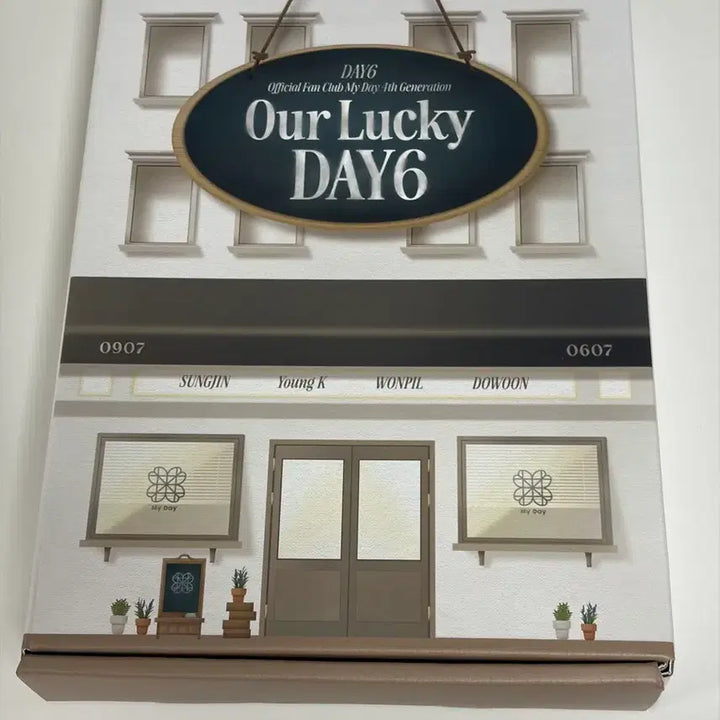 DAY6
Official Fan Club My Day 4th Generation
Our Lucky
DAY6
0907
0607
SUNGJIN Young K WONPIL DOWOON
My Day
My Day